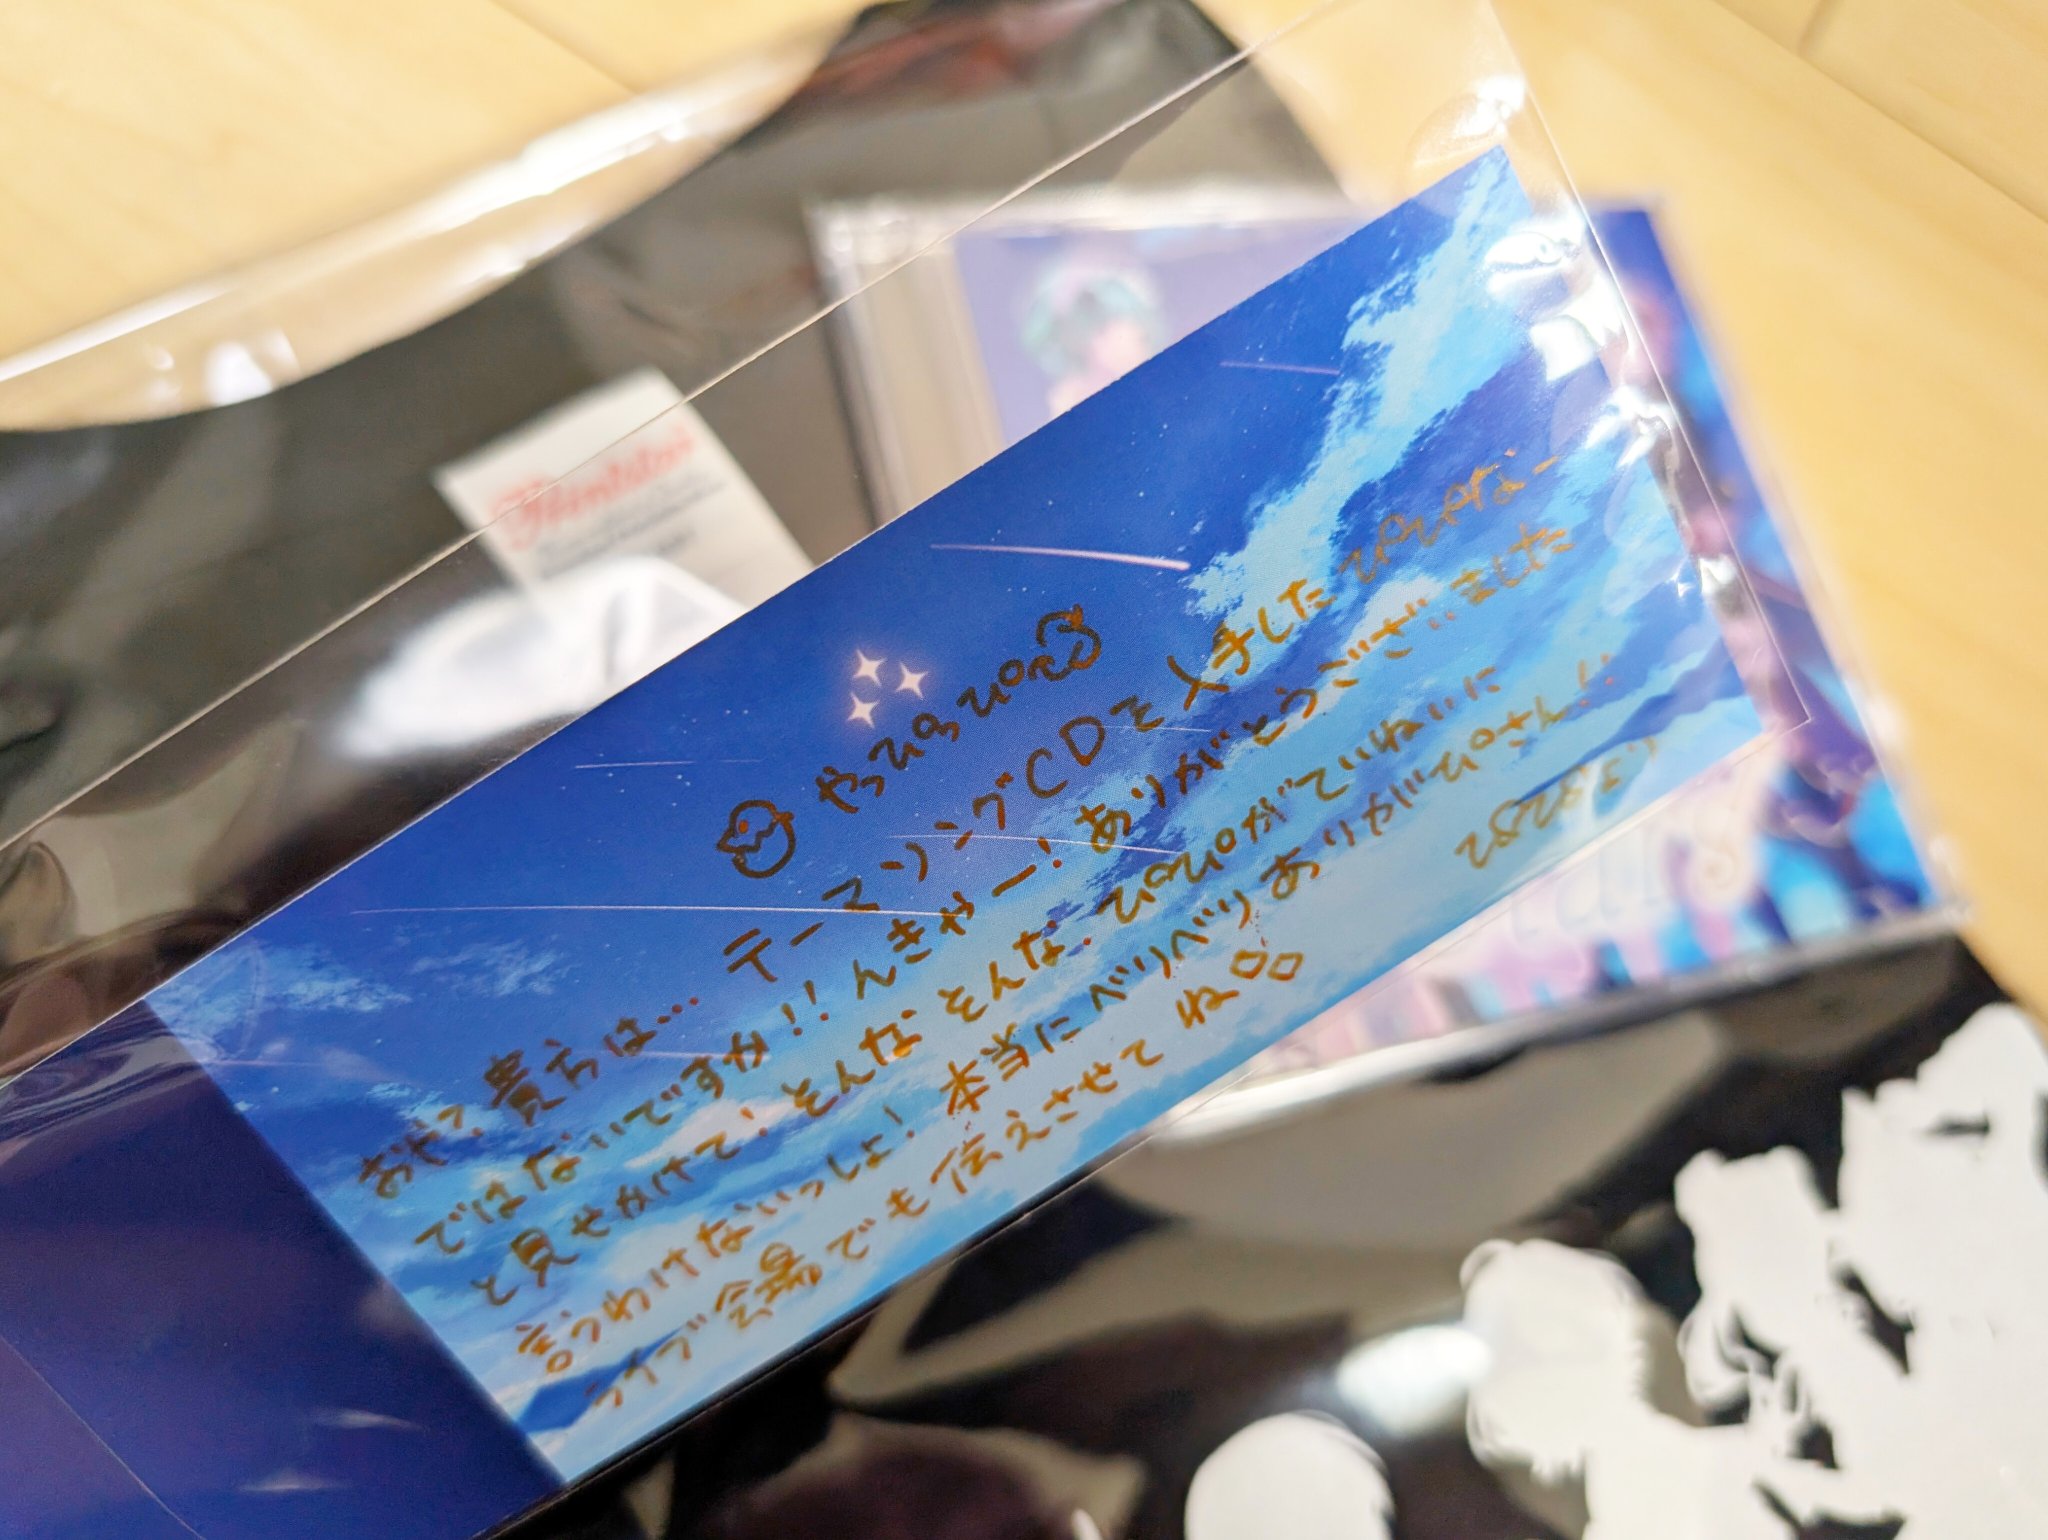 やっぴっぴ
おやっ、貴方は… テーマソングCDを入手したぴよぴなー
ではないですか!! んきゃー! ありがとうございました
と見せかけて! そんなそんな、ぴよぴよがていねいに
言うわけないっしょ! 本当にベリベリありがぴよさん!!
ライブ会場でも伝えさせてね